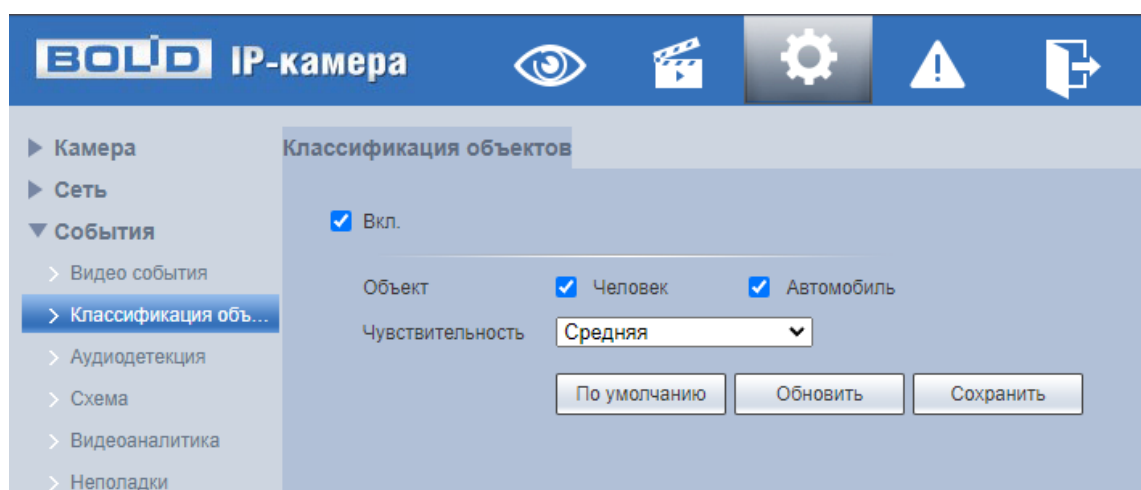 BOLID IP-камера
Камера
Сеть
События
Видео события
Классификация объ...
Аудиодетекция
Схема
Видеоаналитика
Неполадки
Классификация объектов
Вкл.
Объект Человек Автомобиль
Чувствительность Средняя
По умолчанию Обновить Сохранить